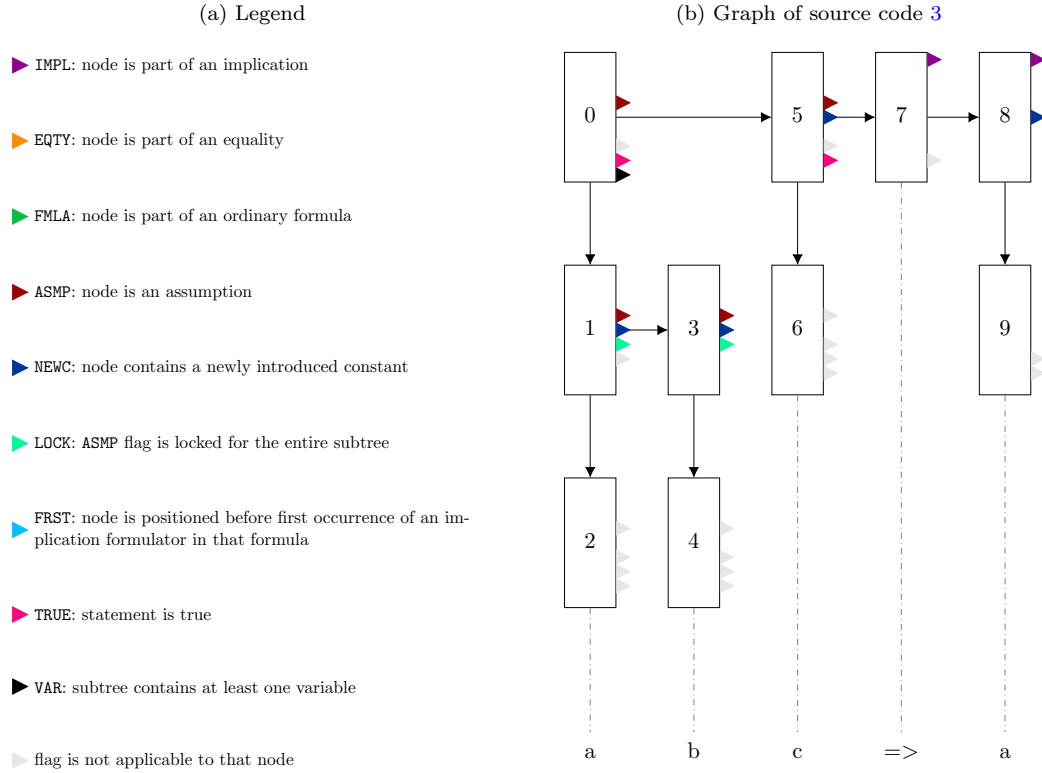 (a) Legend
IMPL: node is part of an implication
EQTY: node is part of an equality
FMLA: node is part of an ordinary formula
ASMP: node is an assumption
NEWC: node contains a newly introduced constant
LOCK: ASMP flag is locked for the entire subtree
FRST: node is positioned before first occurrence of an im-
plication formulator in that formula
TRUE: statement is true
VAR: subtree contains at least one variable
flag is not applicable to that node
(b) Graph of source code 3
0 5 7 8
1 3 6 9
2 4
a b c => a